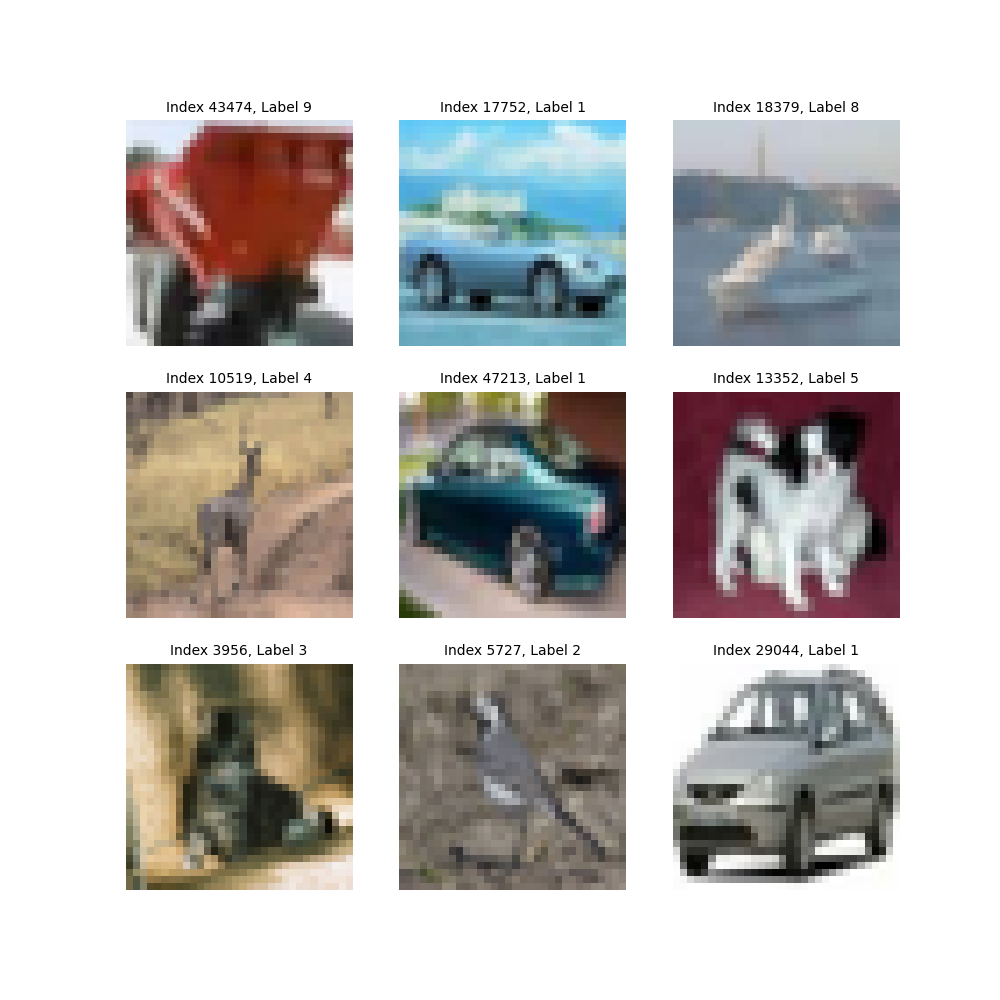 Index 43474, Label 9
Index 17752, Label 1
Index 18379, Label 8
Index 10519, Label 4
Index 47213, Label 1
Index 13352, Label 5
Index 3956, Label 3
Index 5727, Label 2
Index 29044, Label 1